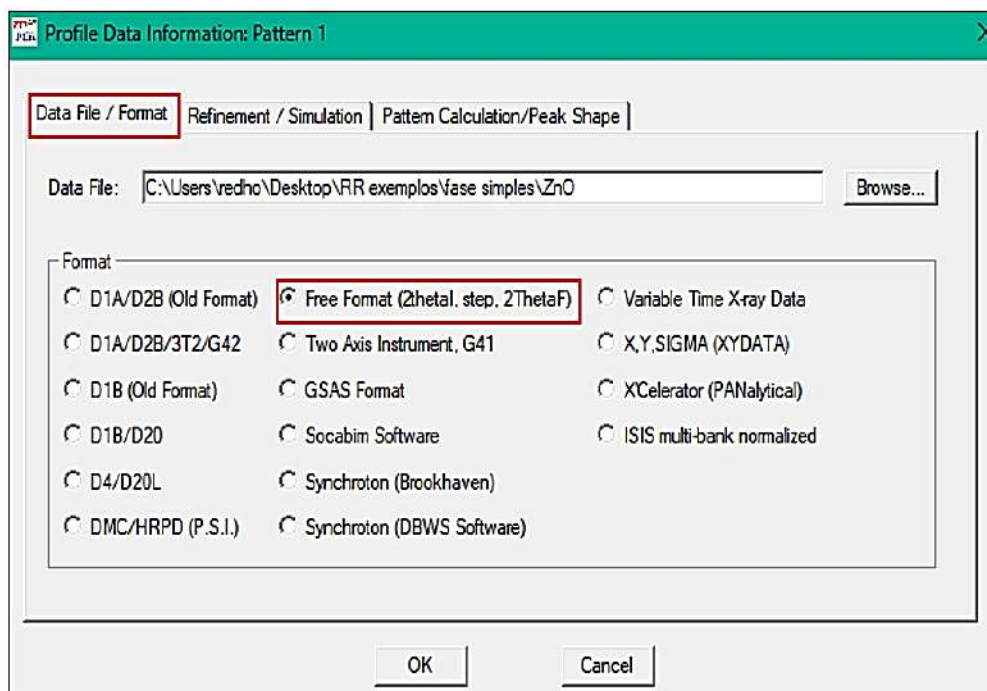 Profile Data Information: Pattern 1
Data File / Format Refinement / Simulation Pattern Calculation/Peak Shape
Data File: C:\Users\redho\Desktop\RR exemplos\fase simples\ZnO Browse...
Format
D1A/D2B (Old Format) Free Format (2thetaI, step, 2ThetaF) Variable Time X-ray Data
D1A/D2B/3T2/G42 Two Axis Instrument, G41 X,Y,SIGMA (XYDATA)
D1B (Old Format) GSAS Format X'Celerator (PANalytical)
D1B/D20 Socabim Software ISIS multi-bank normalized
D4/D20L Synchroton (Brookhaven)
DMC/HRPD (P.S.I.) Synchroton (DBWS Software)
OK Cancel